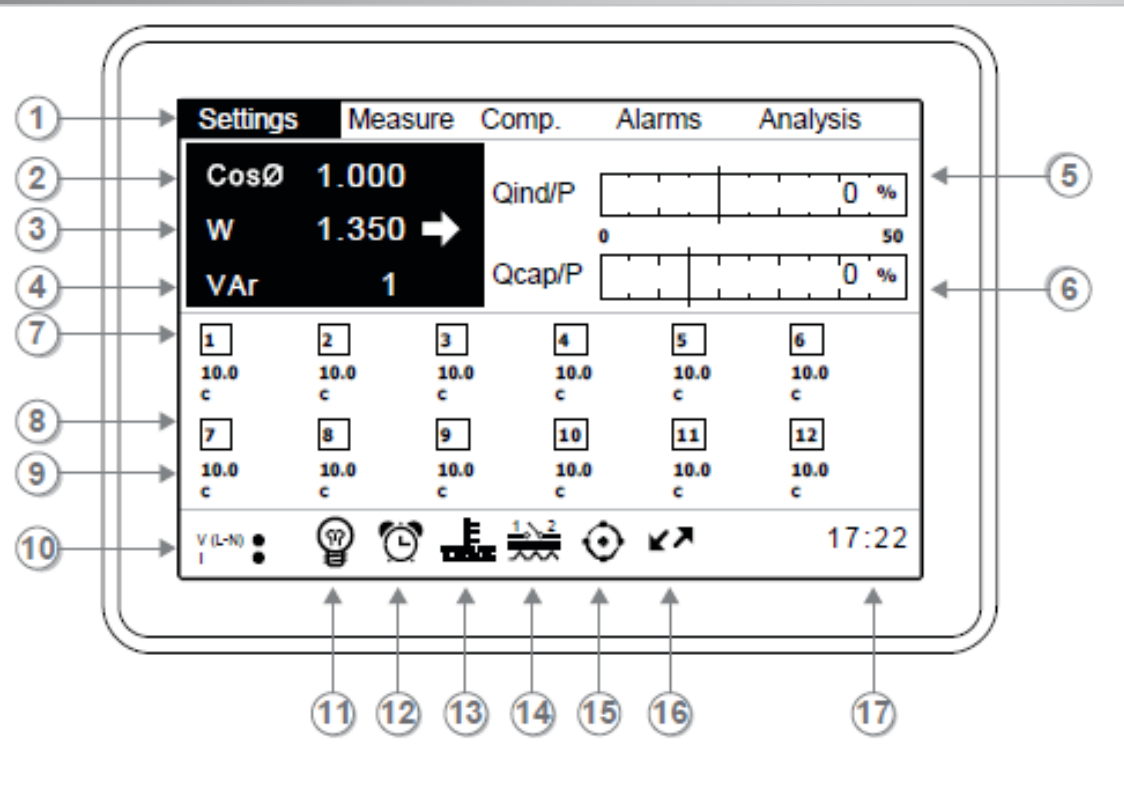 1 Settings Measure Comp. Alarms Analysis
2 CosØ 1.000 Qind/P 0 % 5
3 W 1.350 0 50
4 VAr 1 Qcap/P 0 % 6
7 1 2 3 4 5 6
10.0 10.0 10.0 10.0 10.0 10.0
c c c c c c
8 7 8 9 10 11 12
9 10.0 10.0 10.0 10.0 10.0 10.0
c c c c c c
10 V (L-N) 1 2 17:22
I
11 12 13 14 15 16 17